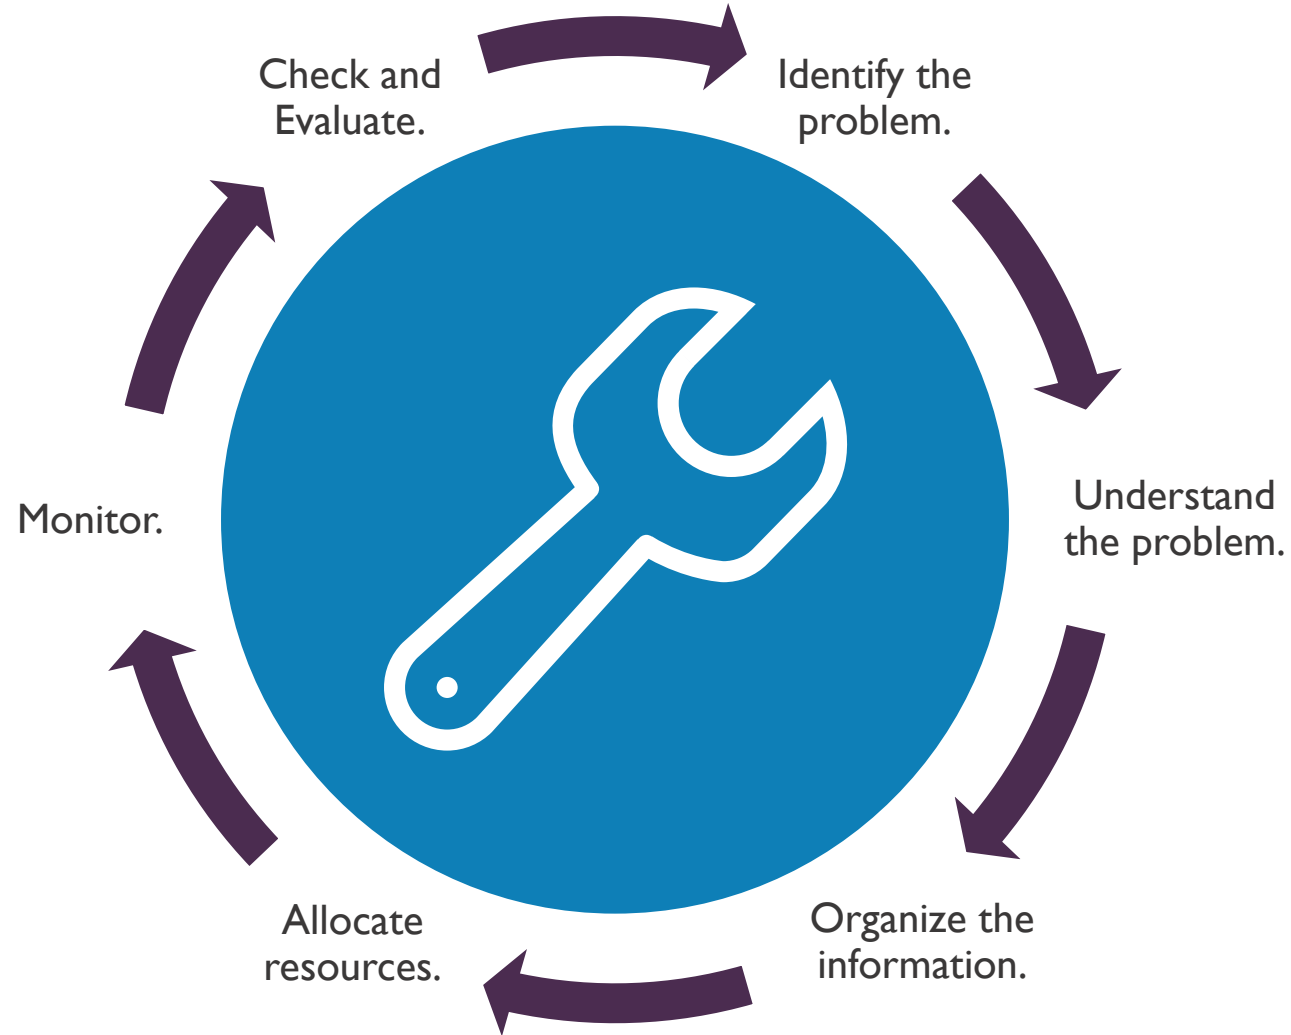 Check and
Evaluate.
Identify the
problem.
Understand
the problem.
Organize the
information.
Allocate
resources.
Monitor.